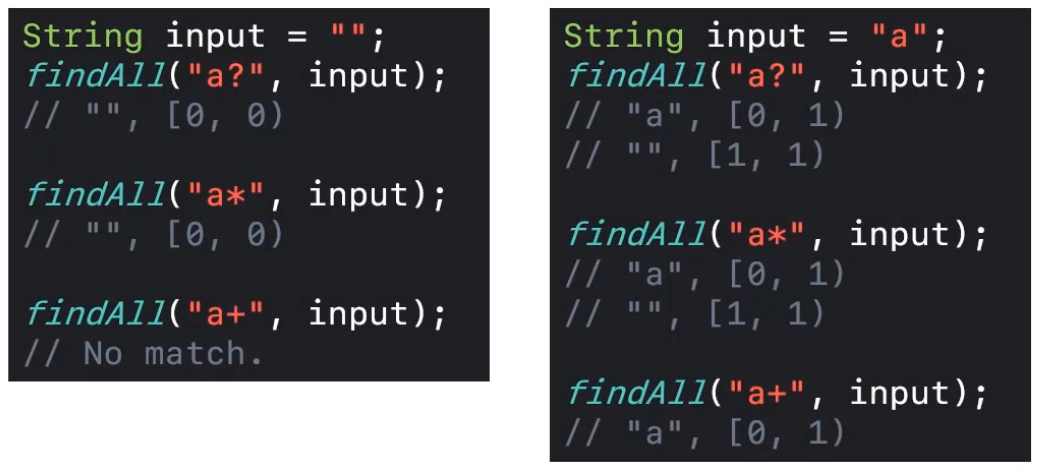 String input = "";
findAll("a?", input);
// "", [0, 0)
findAll("a*", input);
// "", [0, 0)
findAll("a+", input);
// No match.
String input = "a";
findAll("a?", input);
// "a", [0, 1)
// "", [1, 1)
findAll("a*", input);
// "a", [0, 1)
// "", [1, 1)
findAll("a+", input);
// "a", [0, 1)